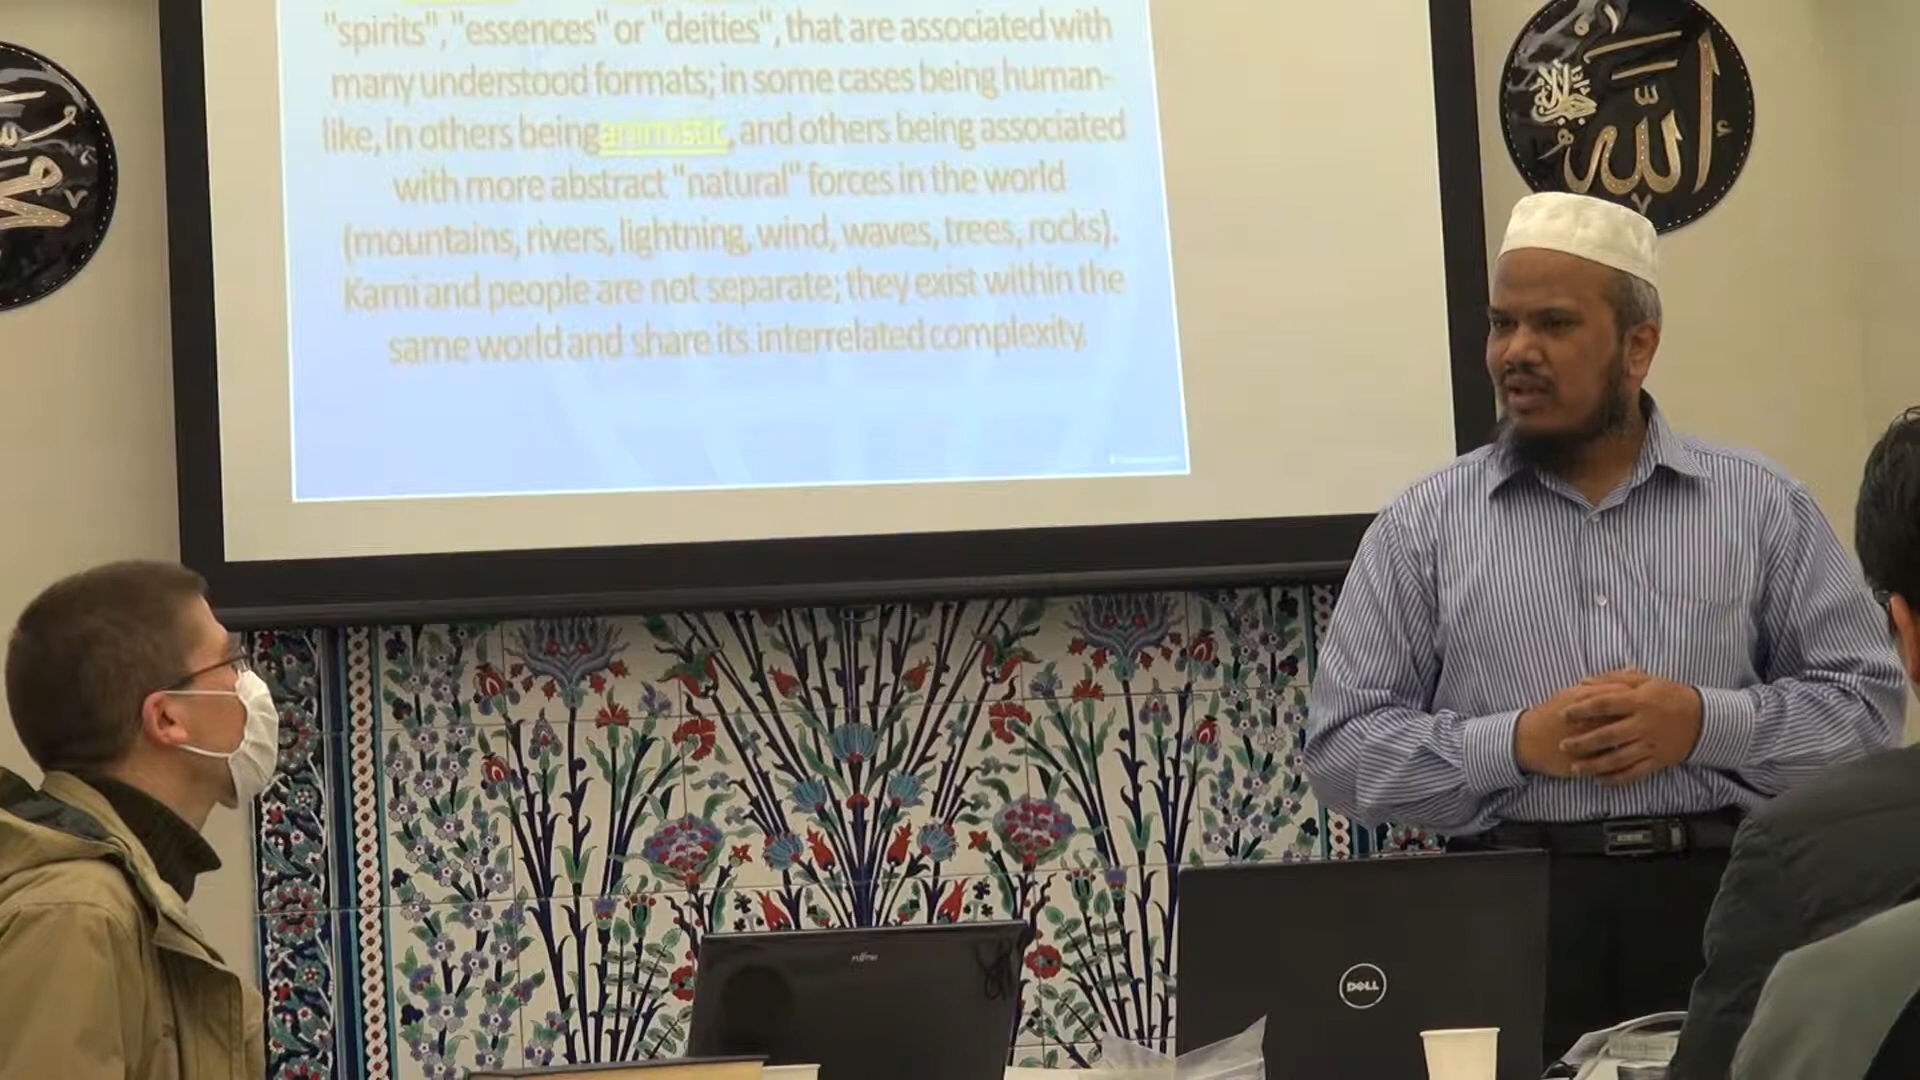 "spirits", "essences" or "deities", that are associated with
many understood formats; in some cases being human-
like, in others being animistic, and others being associated
with more abstract "natural" forces in the world
(mountains, rivers, lightning, wind, waves, trees, rocks).
Kami and people are not separate; they exist within the
same world and share its interrelated complexity.
الله
جل جلاله
FUJITSU
DELL